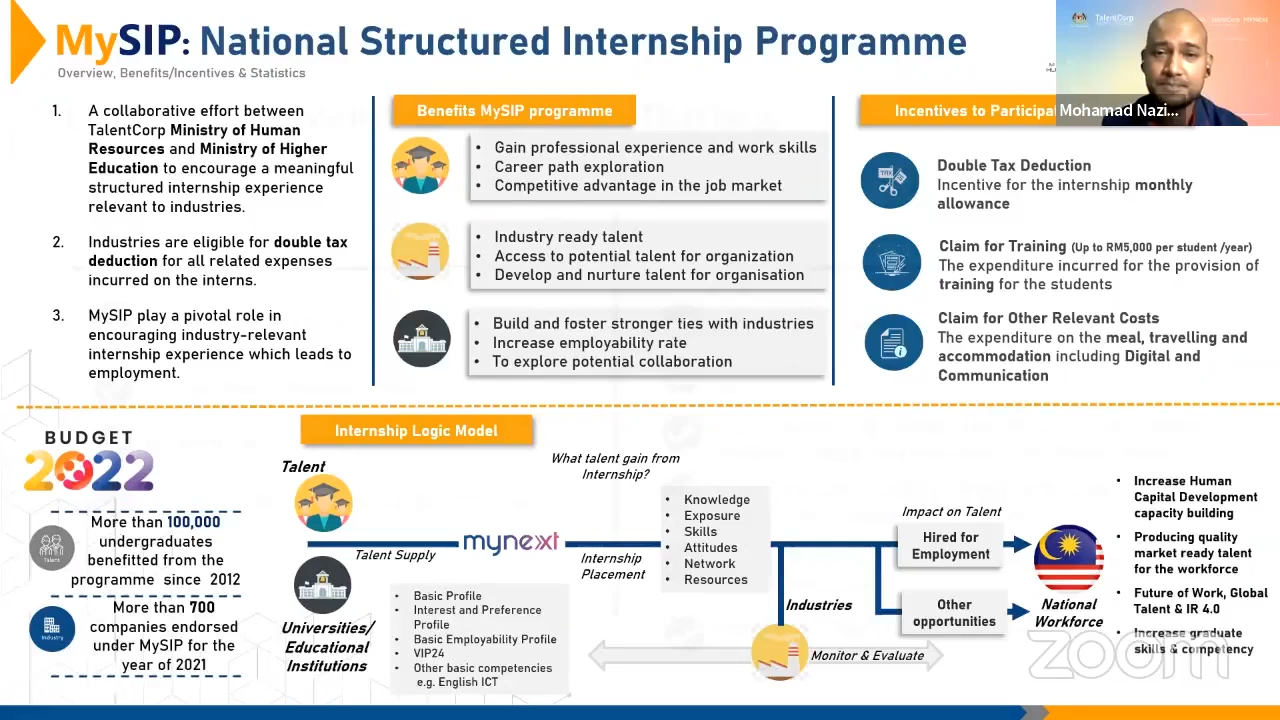 MySIP: National Structured Internship Programme
Overview, Benefits/Incentives & Statistics
TalentCorp
1. A collaborative effort between
TalentCorp Ministry of Human
Resources and Ministry of Higher
Education to encourage a meaningful
structured internship experience
relevant to industries.
2. Industries are eligible for double tax
deduction for all related expenses
incurred on the interns.
3. MySIP play a pivotal role in
encouraging industry-relevant
internship experience which leads to
employment.
Benefits MySIP programme
• Gain professional experience and work skills
• Career path exploration
• Competitive advantage in the job market
• Industry ready talent
• Access to potential talent for organization
• Develop and nurture talent for organisation
• Build and foster stronger ties with industries
• Increase employability rate
• To explore potential collaboration
Incentives to Participa
Mohamad Nazi...
TAX
Double Tax Deduction
Incentive for the internship monthly
allowance
Claim for Training (Up to RM5,000 per student /year)
The expenditure incurred for the provision of
training for the students
Claim for Other Relevant Costs
The expenditure on the meal, travelling and
accommodation including Digital and
Communication
BUDGET
2022
Talent
More than 100,000
undergraduates
benefitted from the
programme since 2012
Industry
More than 700
companies endorsed
under MySIP for the
year of 2021
Internship Logic Model
Talent
Talent Supply
Universities/
Educational
Institutions
mynext
• Basic Profile
• Interest and Preference
Profile
• Basic Employability Profile
• VIP24
• Other basic competencies
e.g. English ICT
What talent gain from
Internship?
Internship
Placement
• Knowledge
• Exposure
• Skills
• Attitudes
• Network
• Resources
Industries
Monitor & Evaluate
Impact on Talent
Hired for
Employment
Other
opportunities
National
Workforce
• Increase Human
Capital Development
capacity building
• Producing quality
market ready talent
for the workforce
• Future of Work, Global
Talent & IR 4.0
• Increase graduate
skills & competency
zoom